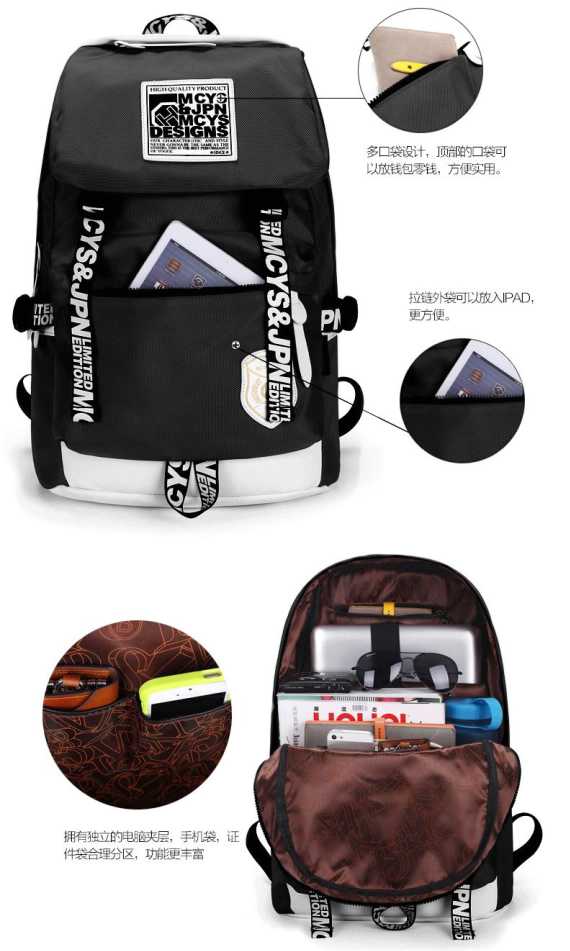 HIGH QUALITY PRODUCT
MCYS
&JPN
MCYS
DESIGNS
多口袋设计，顶部的口袋可
以放钱包零钱，方便实用。
MCYS&JPN LIMITED EDITION
MCYS&JPN LIMITED EDITION
拉链外袋可以放入IPAD，
更方便。
拥有独立的电脑夹层，手机袋，证
件袋合理分区，功能更丰富